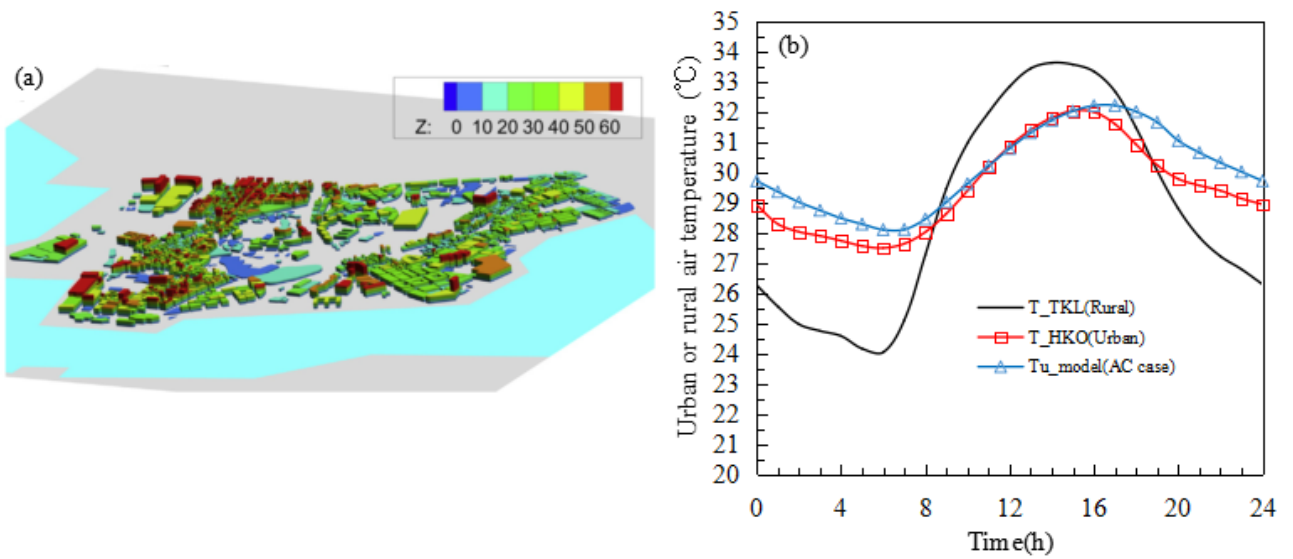 (a)
Z: 0 10 20 30 40 50 60
(b)
Urban or rural air temperature (℃)
35
34
33
32
31
30
29
28
27
26
25
24
23
22
21
20
T_TKL(Rural)
T_HKO(Urban)
Tu_model(AC case)
0 4 8 12 16 20 24
Time(h)